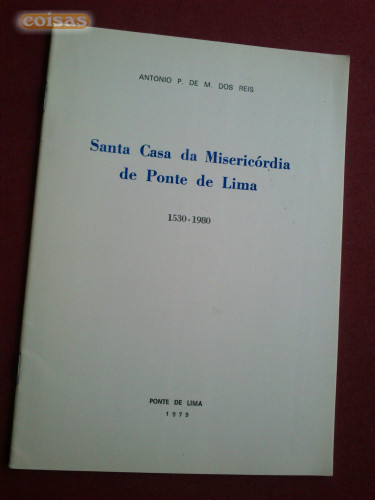 coisas
ANTONIO P. DE M. DOS REIS
Santa Casa da Misericórdia
de Ponte de Lima
1530-1980
PONTE DE LIMA
1979